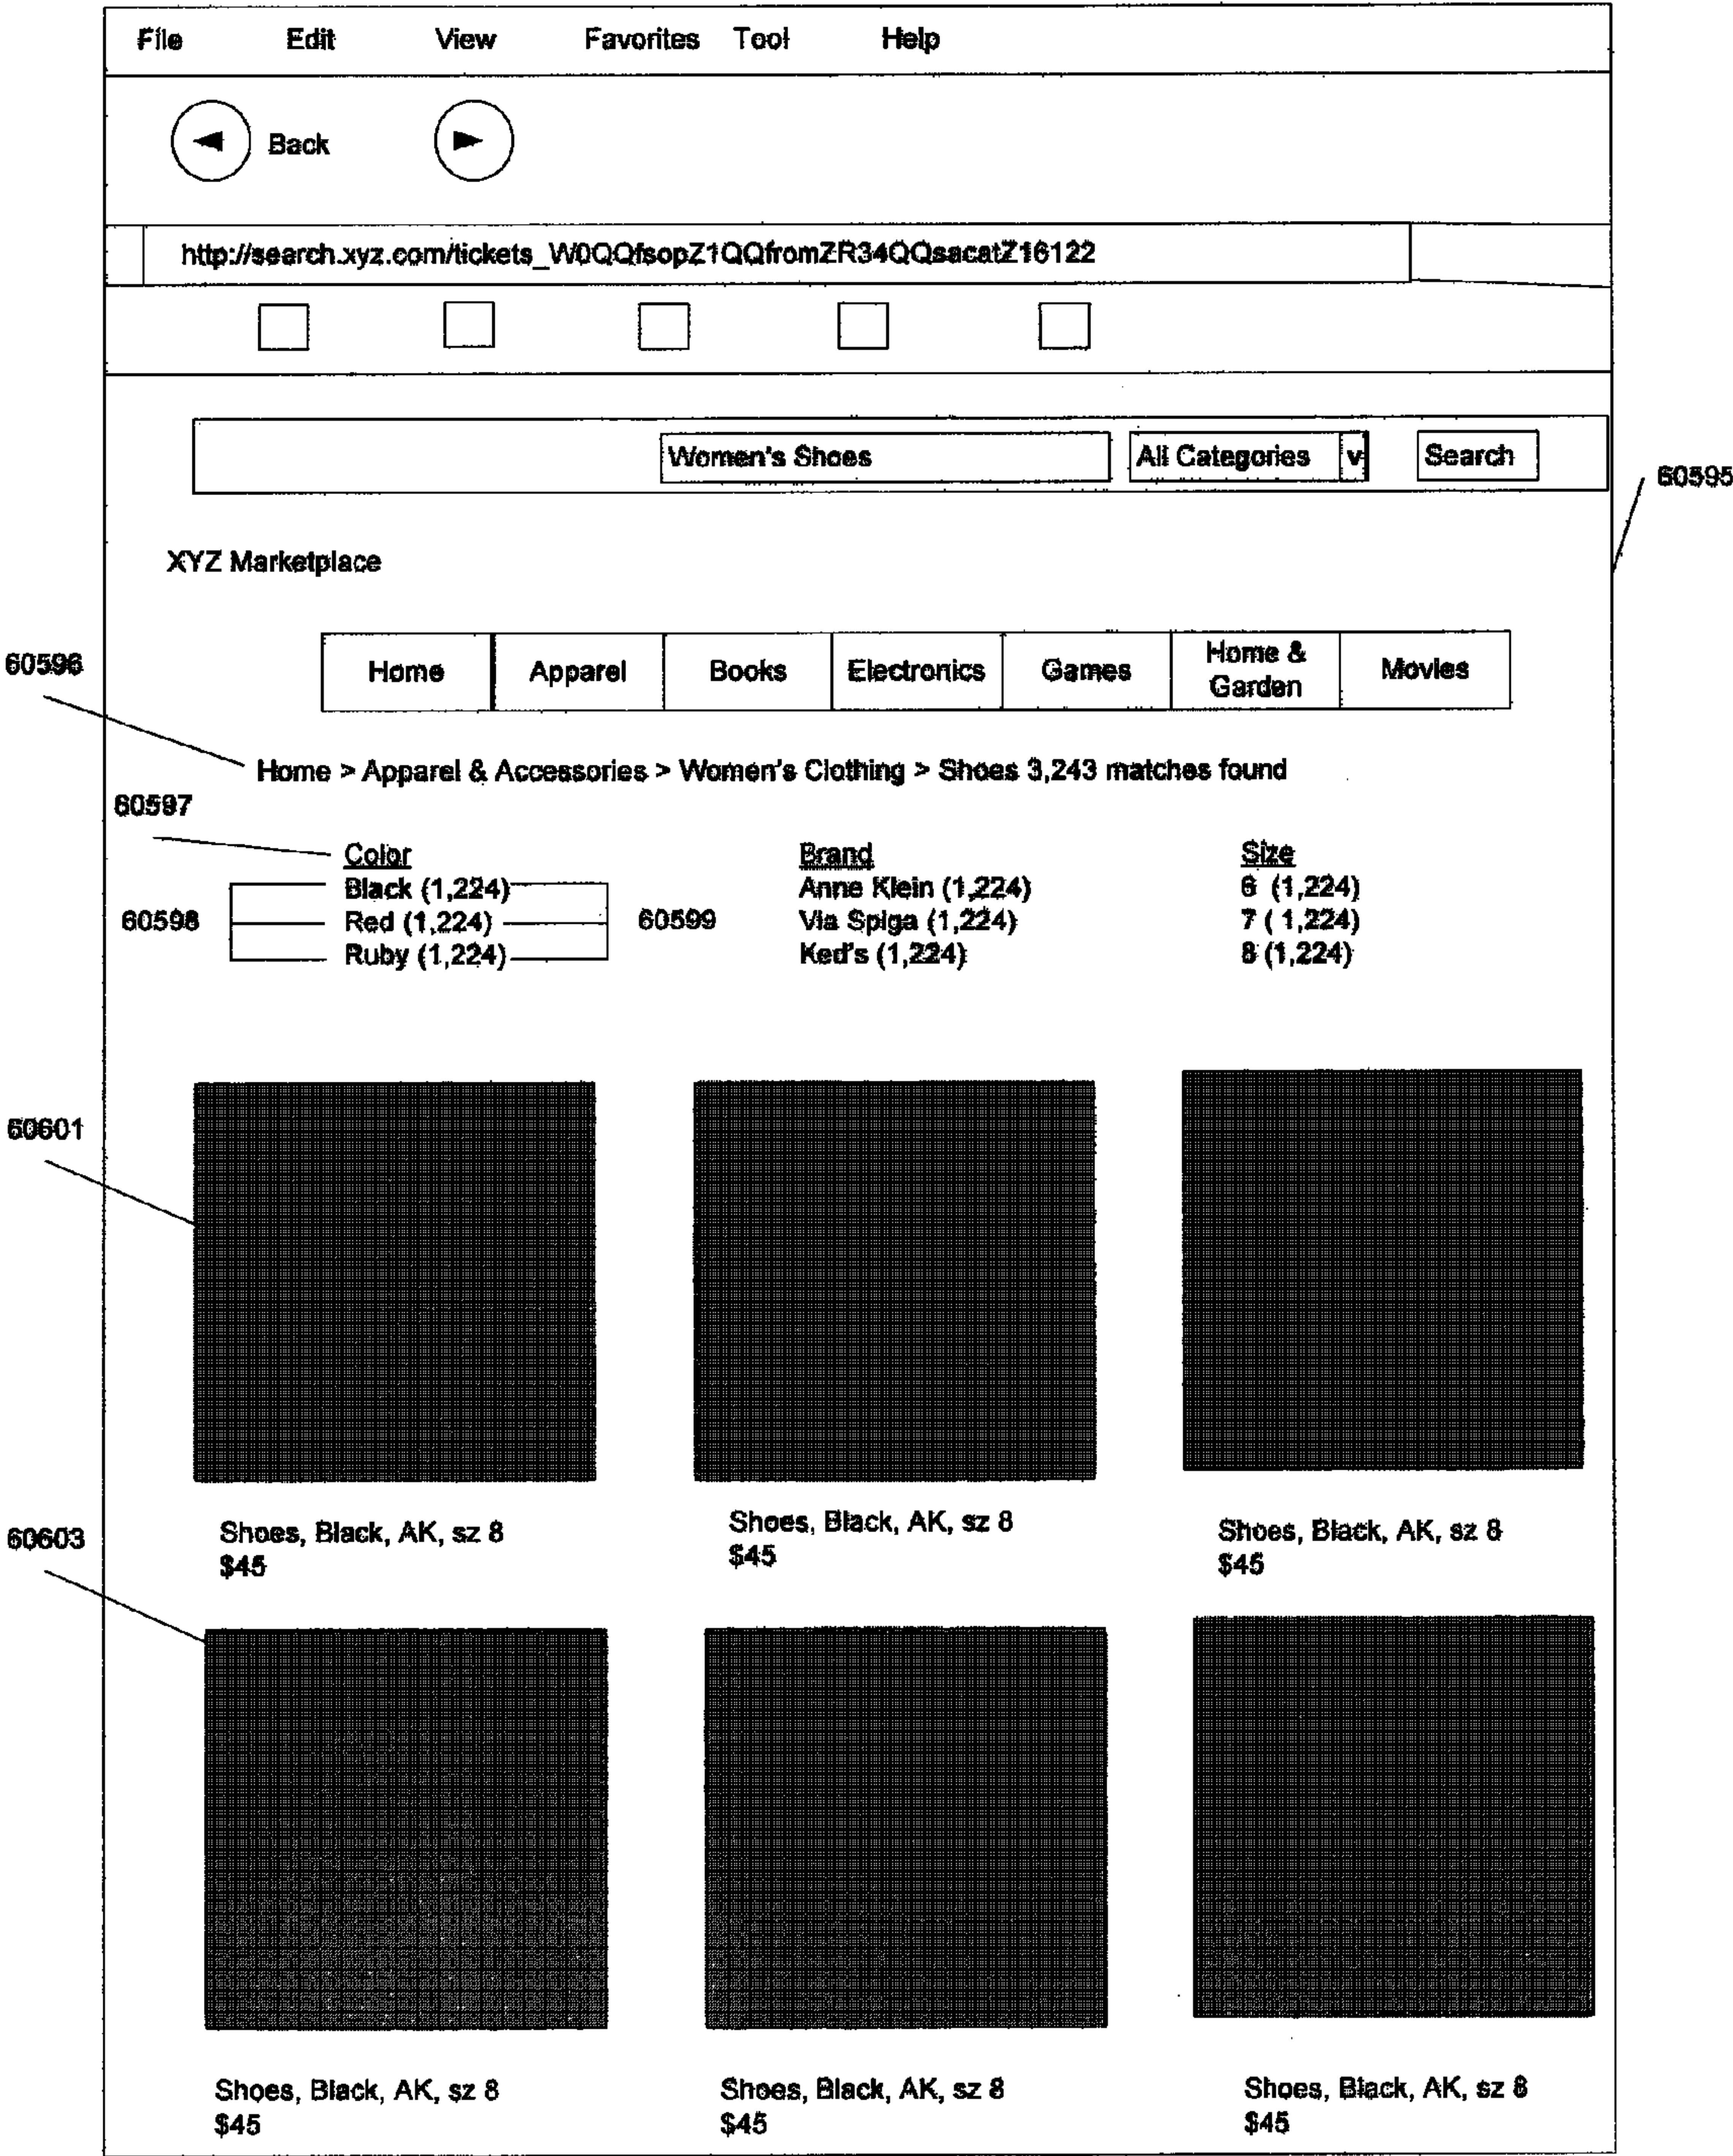 File Edit View Favorites Tool Help
Back
http://search.xyz.com/tickets_W0QQfsopZ1QQfromZR34QQsacatZ16122
Women's Shoes All Categories v Search
60595
XYZ Marketplace
60596
Home Apparel Books Electronics Games Home & Garden Movies
Home > Apparel & Accessories > Women's Clothing > Shoes 3,243 matches found
60597
Color Brand Size
Black (1,224) Anne Klein (1,224) 6 (1,224)
60598 Red (1,224) 60599 Via Spiga (1,224) 7 ( 1,224)
Ruby (1,224) Ked's (1,224) 8 (1,224)
60601
60603
Shoes, Black, AK, sz 8 Shoes, Black, AK, sz 8 Shoes, Black, AK, sz 8
$45 $45 $45
Shoes, Black, AK, sz 8 Shoes, Black, AK, sz 8 Shoes, Black, AK, sz 8
$45 $45 $45